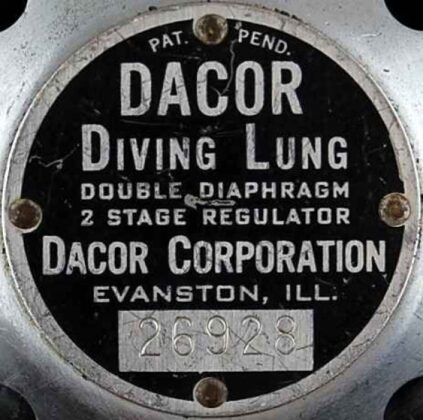 PAT. PEND.
DACOR
DIVING LUNG
DOUBLE DIAPHRAGM
2 STAGE REGULATOR
DACOR CORPORATION
EVANSTON, ILL.
26928